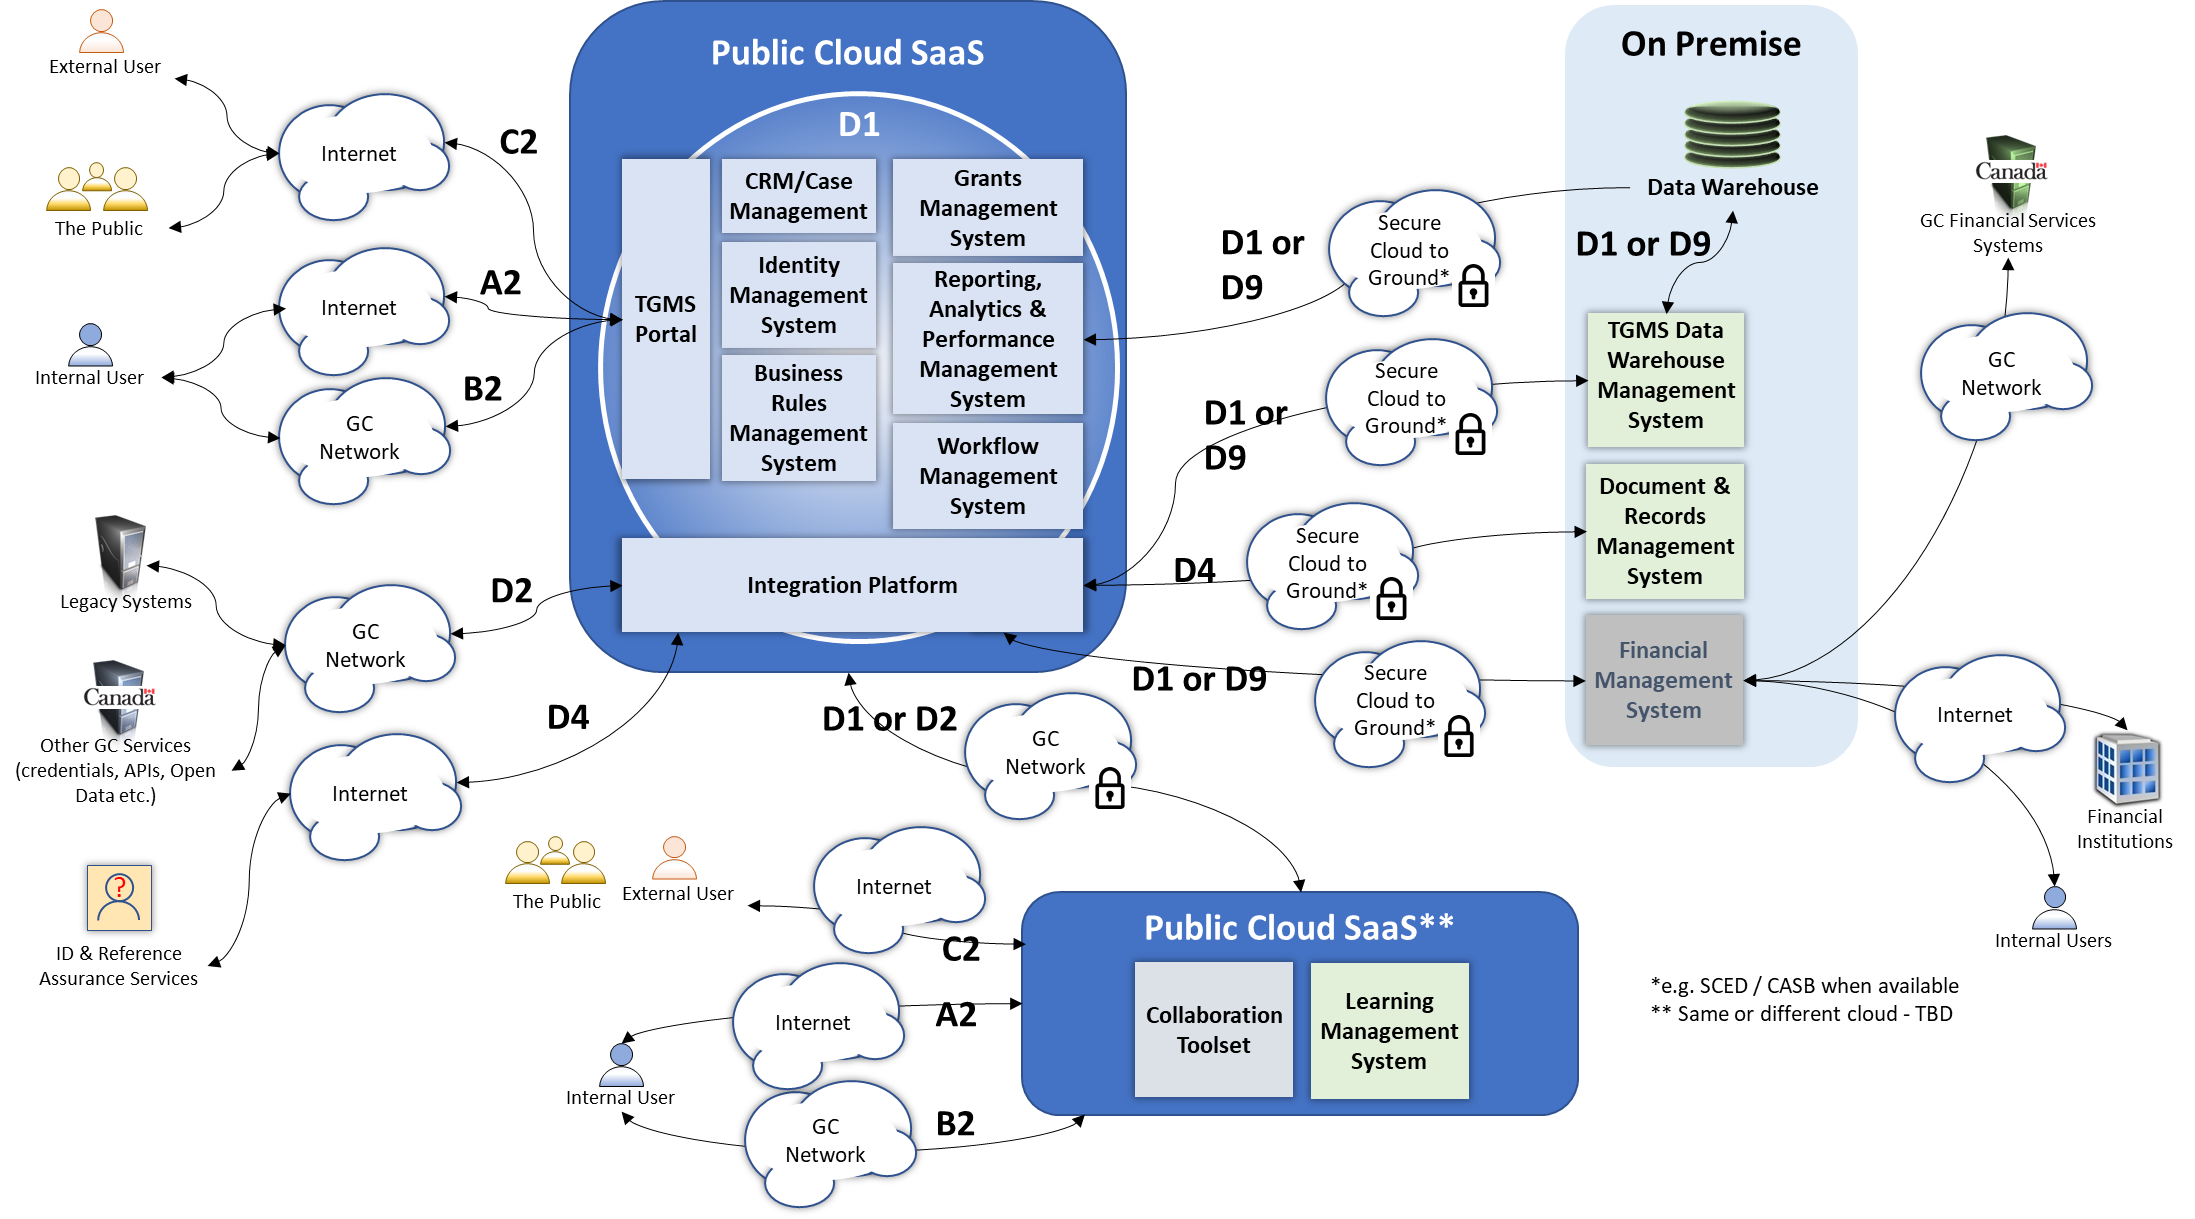 External User
The Public
Internet
C2
Internet
A2
Internal User
GC
Network
B2
Legacy Systems
GC
Network
D2
Canada
Other GC Services
(credentials, APIs, Open
Data etc.)
Internet
D4
ID & Reference
Assurance Services
Public Cloud SaaS
D1
TGMS
Portal
CRM/Case
Management
Identity
Management
System
Business
Rules
Management
System
Grants
Management
System
Reporting,
Analytics &
Performance
Management
System
Workflow
Management
System
Integration Platform
D1 or
D9
Secure
Cloud to
Ground*
D1 or
D9
Secure
Cloud to
Ground*
D4
Secure
Cloud to
Ground*
D1 or D9
Secure
Cloud to
Ground*
D1 or D2
GC
Network
On Premise
Data Warehouse
D1 or D9
TGMS Data
Warehouse
Management
System
Document &
Records
Management
System
Financial
Management
System
Canada
GC Financial Services
Systems
GC
Network
Internet
Financial
Institutions
Internal Users
The Public
External User
Internet
C2
Internet
A2
Internal User
GC
Network
B2
Public Cloud SaaS**
Collaboration
Toolset
Learning
Management
System
*e.g. SCED / CASB when available
** Same or different cloud - TBD